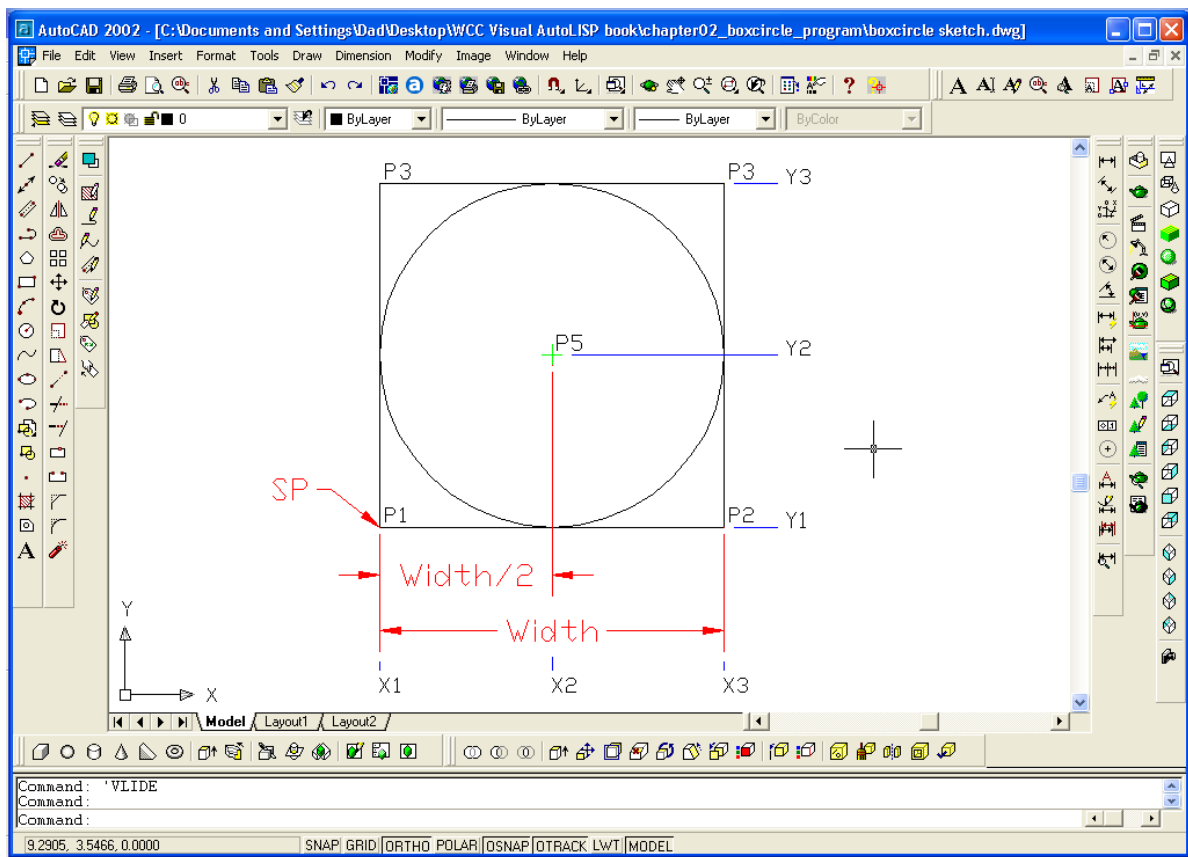 AutoCAD 2002 - [C:\Documents and Settings\Dad\Desktop\WCC Visual AutoLISP book\chapter02_boxcircle_program\boxcircle sketch.dwg]
File Edit View Insert Format Tools Draw Dimension Modify Image Window Help
0 ByLayer ByLayer ByLayer ByColor
P3 P3 Y3
P5 Y2
SP P1 P2 Y1
Width/2
Width
Y
X
X1 X2 X3
Model Layout1 Layout2
Command: 'VLIDE
Command:
Command:
9.2905, 3.5466, 0.0000 SNAP GRID ORTHO POLAR OSNAP OTRACK LWT MODEL